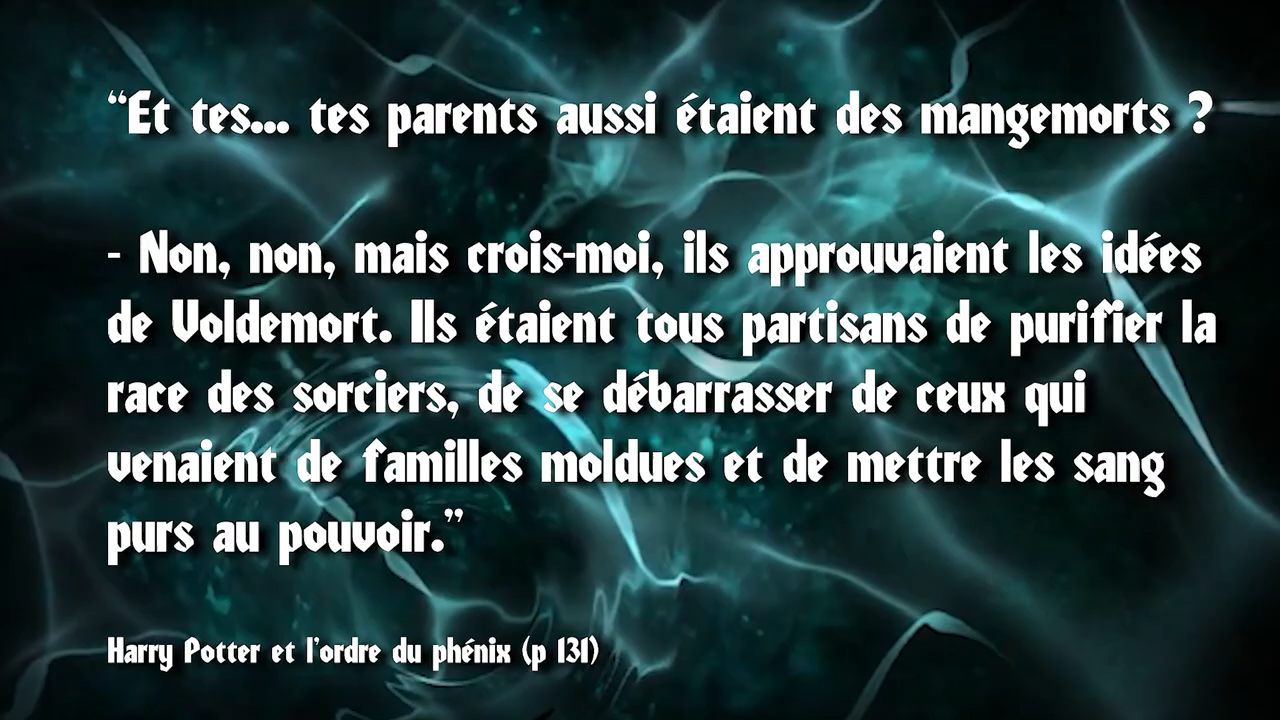 “Et tes... tes parents aussi étaient des mangemorts ?
- Non, non, mais crois-moi, ils approuvaient les idées
de Voldemort. Ils étaient tous partisans de purifier la
race des sorciers, de se débarrasser de ceux qui
venaient de familles moldues et de mettre les sang
purs au pouvoir.”
Harry Potter et l'ordre du phénix (p 131)